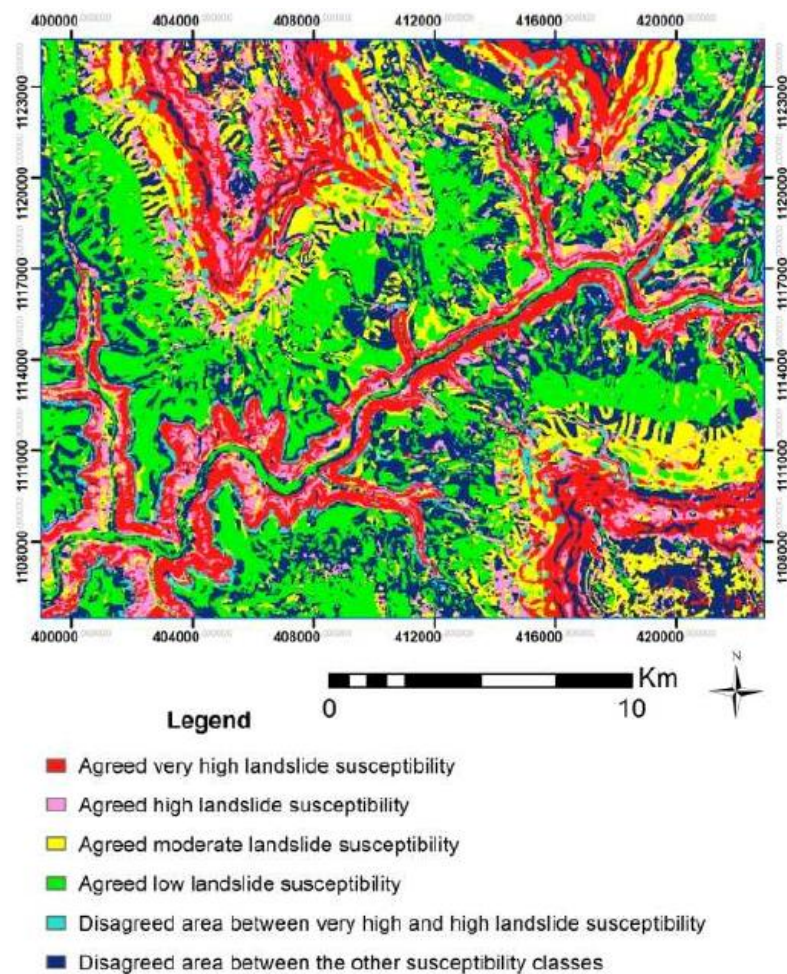 400000 404000 408000 412000 416000 420000
1123000 1123000
1120000 1120000
1117000 1117000
1114000 1114000
1111000 1111000
1108000 1108000
400000 404000 408000 412000 416000 420000
Km
N
0 10
Legend
Agreed very high landslide susceptibility
Agreed high landslide susceptibility
Agreed moderate landslide susceptibility
Agreed low landslide susceptibility
Disagreed area between very high and high landslide susceptibility
Disagreed area between the other susceptibility classes